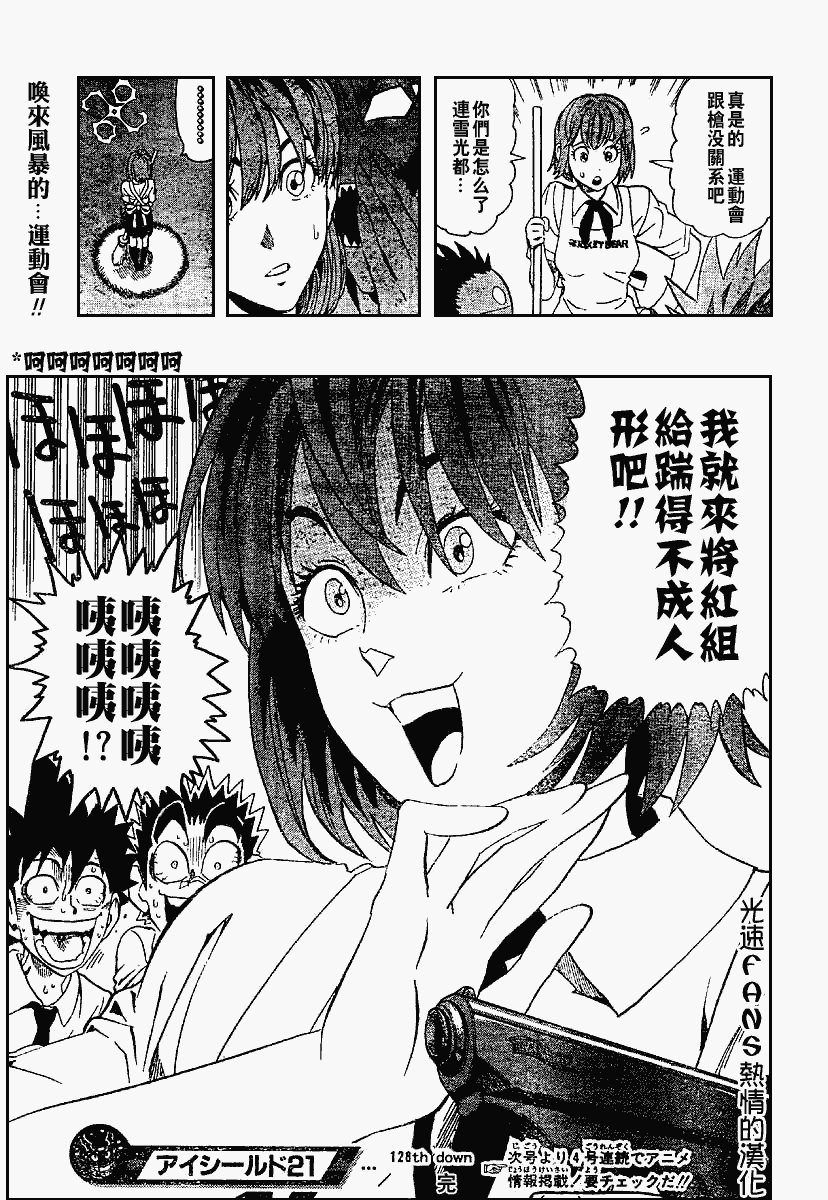 真是的 運動會
跟槍没關系吧
你們是怎么了
連雪光都…
………
喚來風暴的…運動會!!
*呵呵呵呵呵呵呵
ほほほほ
ほほほ
我就來將紅組
給踹得不成人
形吧!!
咦咦咦咦
咦咦咦!?
光速FANS熱情的漢化
アイシールド21
…
128th down
完
次号より4号連続でアニメ
情報掲載!要チェックだ!!